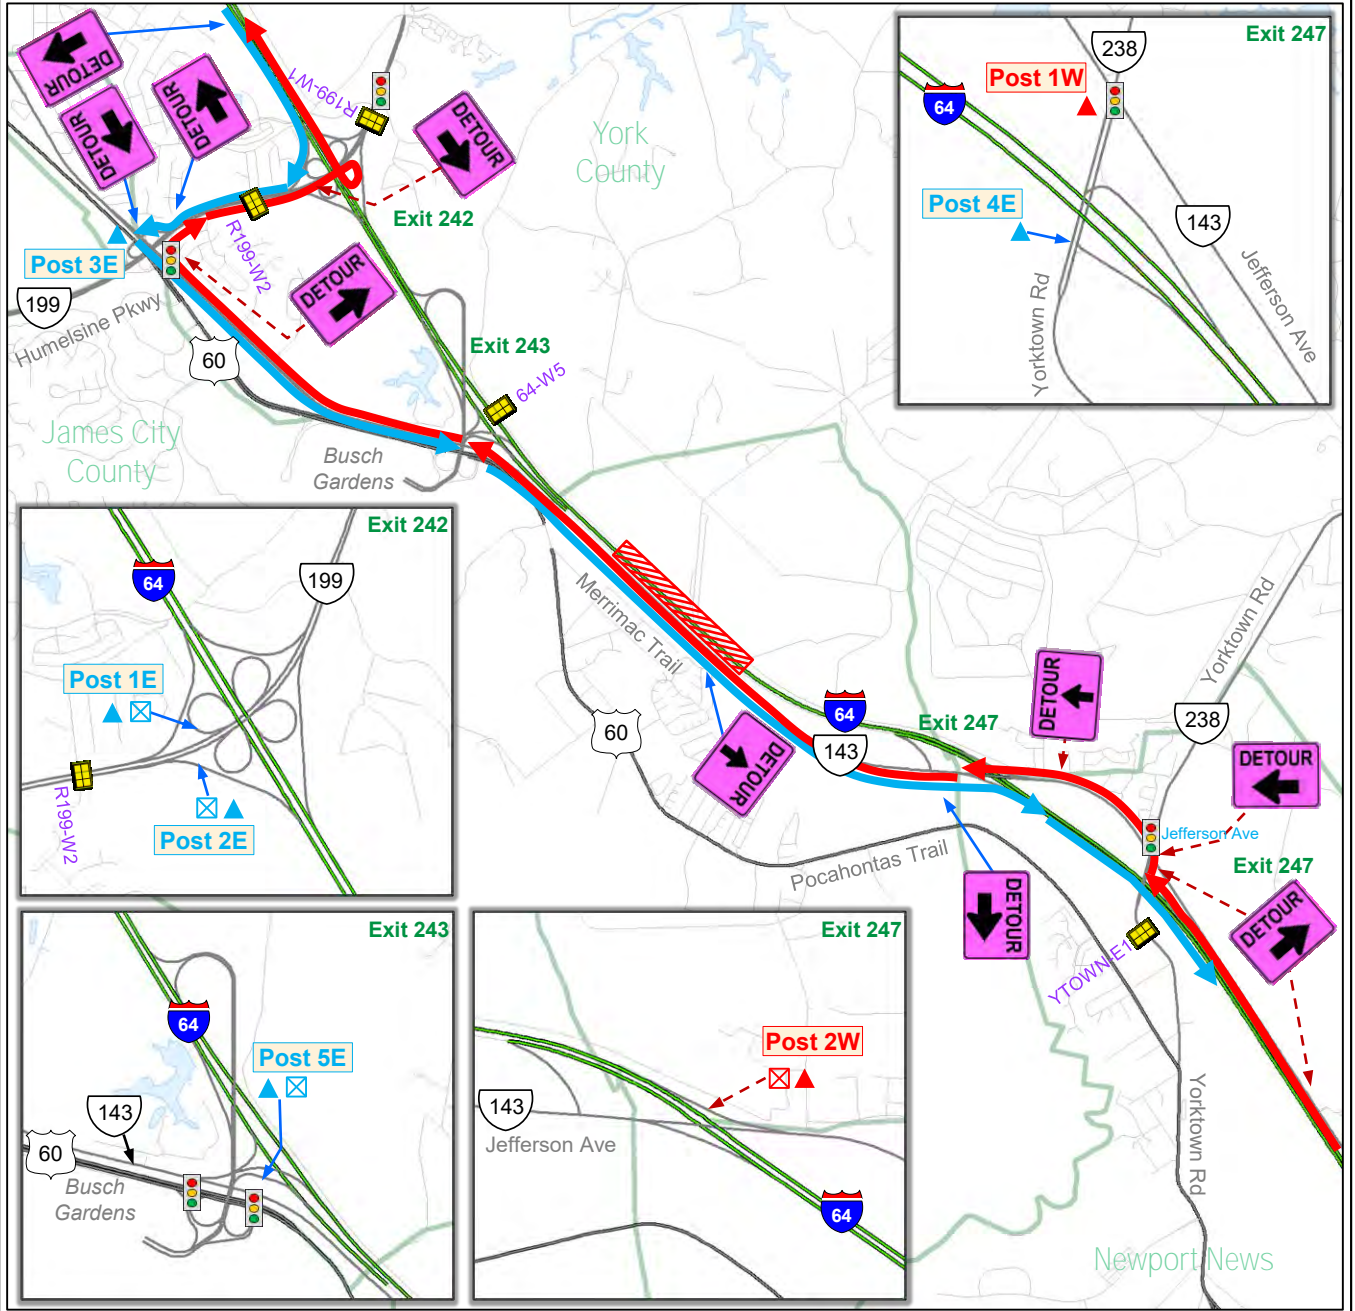 DETOUR
DETOUR
DETOUR
R199-W1
DETOUR
York
County
Exit 242
R199-W2
Post 3E
199
Humelsine Pkwy
DETOUR
60
Exit 243
64-W5
James City
County
Busch
Gardens
Exit 247
238
Post 1W
64
Post 4E
143
Yorktown Rd
Jefferson Ave
Exit 242
64
199
Post 1E
R199-W2
Post 2E
Merrimac Trail
60
DETOUR
64
143
Exit 247
DETOUR
Yorktown Rd
238
DETOUR
Jefferson Ave
Exit 247
DETOUR
Pocahontas Trail
DETOUR
YTOWN-E1
Yorktown Rd
Newport News
Exit 243
64
Post 5E
143
60
Busch
Gardens
Exit 247
Post 2W
143
Jefferson Ave
64